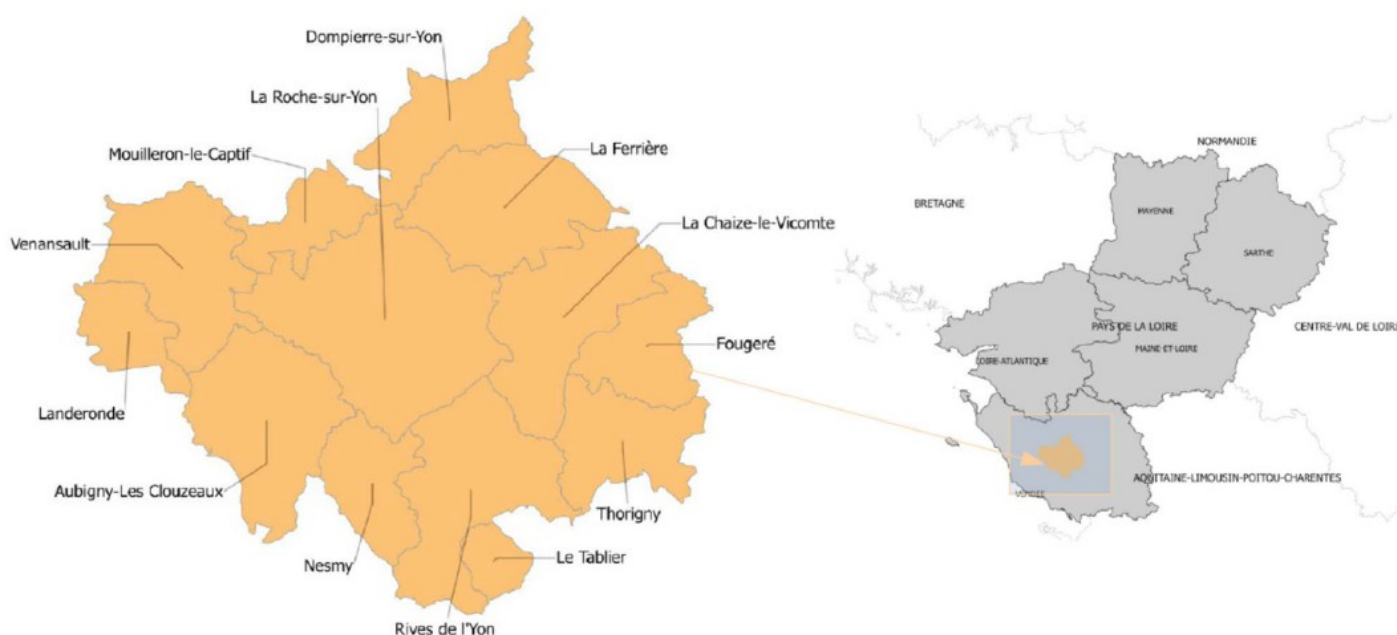 Dompierre-sur-Yon
La Roche-sur-Yon
Mouilleron-le-Captif
La Ferrière
La Chaize-le-Vicomte
Venansault
Fougeré
Landeronde
Aubigny-Les Clouzeaux
Thorigny
Nesmy
Le Tablier
Rives de l'Yon
NORMANDIE
BRETAGNE
MAYENNE
SARTHE
PAYS DE LA LOIRE
CENTRE-VAL DE LOIRE
MAINE-ET-LOIRE
LOIRE-ATLANTIQUE
AQUITAINE-LIMOUSIN-POITOU-CHARENTES
VENDÉE